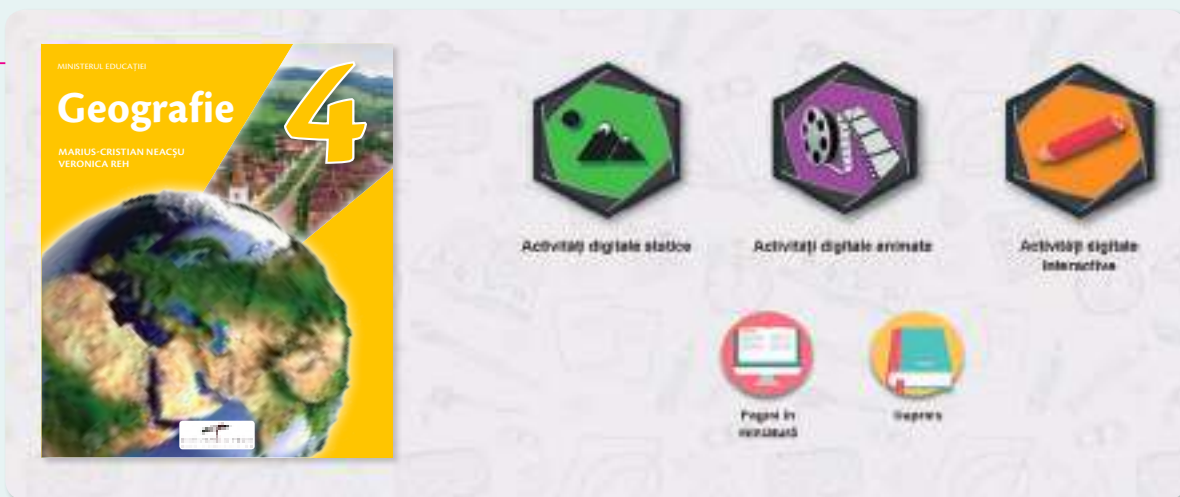 MINISTERUL EDUCAȚIEI
Geografie
4
MARIUS-CRISTIAN NEACȘU
VERONICA REH
Activități digitale statice
Activități digitale animate
Activități digitale
interactive
Pagini în
miniatură
Cuprins